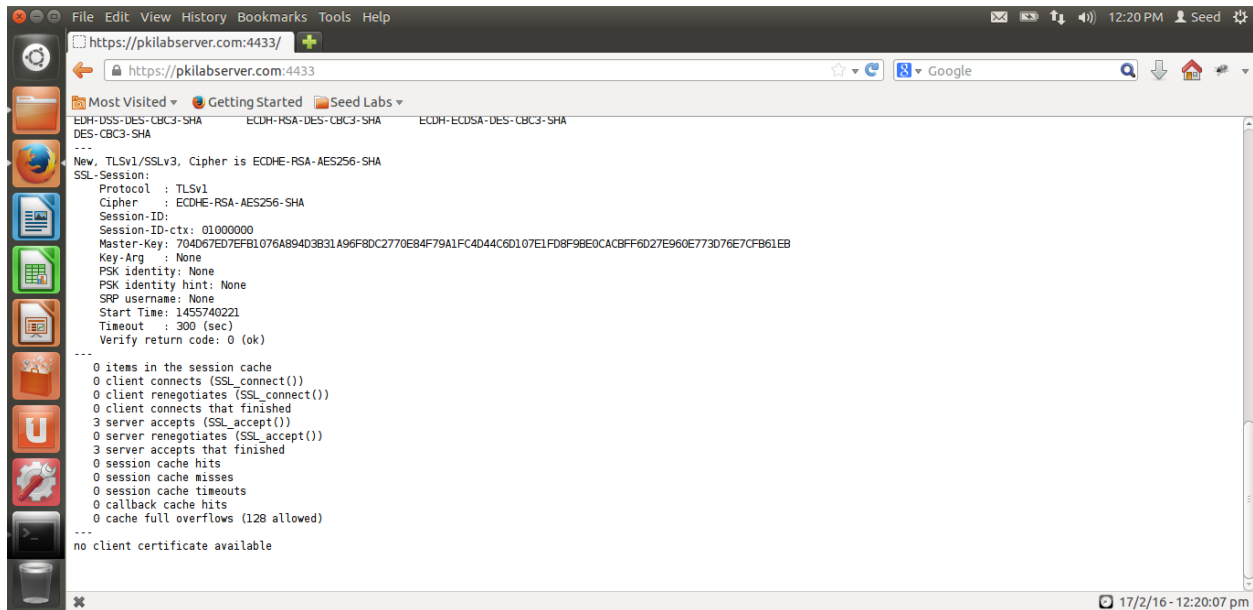 File Edit View History Bookmarks Tools Help 12:20 PM Seed
https://pkilabserver.com:4433/
https://pkilabserver.com:4433 Google
Most Visited Getting Started Seed Labs
EDH-DSS-DES-CBC3-SHA ECDH-RSA-DES-CBC3-SHA ECDH-ECDSA-DES-CBC3-SHA
DES-CBC3-SHA
---
New, TLSv1/SSLv3, Cipher is ECDHE-RSA-AES256-SHA
SSL-Session:
Protocol : TLSv1
Cipher : ECDHE-RSA-AES256-SHA
Session-ID:
Session-ID-ctx: 01000000
Master-Key: 704D67ED7EFB1076A894D3B31A96F8DC2770E84F79A1FC4D44C6D107E1FD8F9BE0CACBFF6D27E960E773D76E7CFB61EB
Key-Arg : None
PSK identity: None
PSK identity hint: None
SRP username: None
Start Time: 1455740221
Timeout : 300 (sec)
Verify return code: 0 (ok)
---
0 items in the session cache
0 client connects (SSL_connect())
0 client renegotiates (SSL_connect())
0 client connects that finished
3 server accepts (SSL_accept())
0 server renegotiates (SSL_accept())
3 server accepts that finished
0 session cache hits
0 session cache misses
0 session cache timeouts
0 callback cache hits
0 cache full overflows (128 allowed)
---
no client certificate available
17/2/16 - 12:20:07 pm